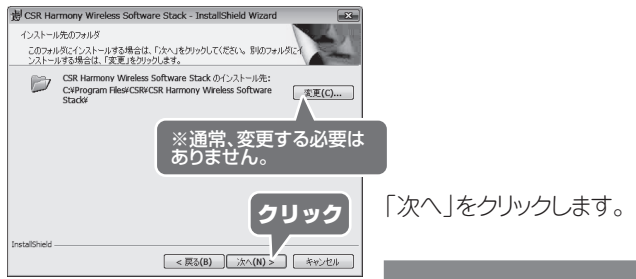 CSR Harmony Wireless Software Stack - InstallShield Wizard
インストール先のフォルダ
このフォルダにインストールする場合は、「次へ」をクリックしてください。別のフォルダにイ
ンストールする場合は、「変更」をクリックします。
CSR Harmony Wireless Software Stack のインストール先:
C:¥Program Files¥CSR¥CSR Harmony Wireless Software
Stack¥
変更(C)...
※通常、変更する必要は
ありません。
クリック
「次へ」をクリックします。
InstallShield
< 戻る(B)
次へ(N) >
キャンセル